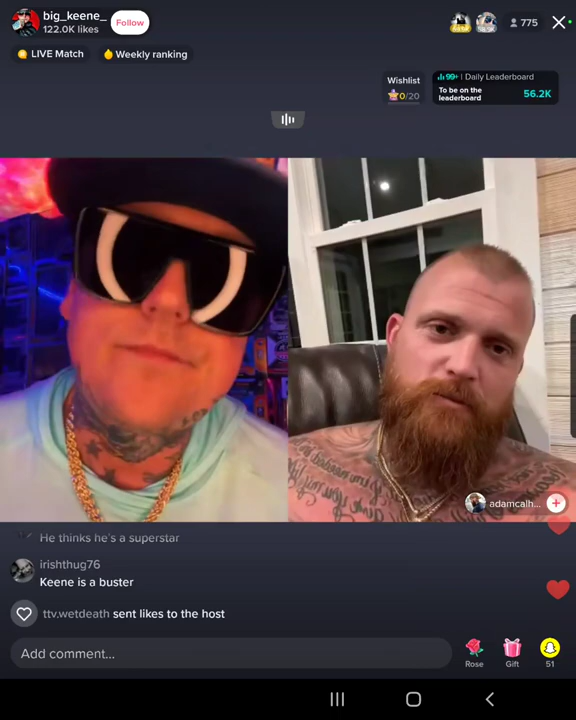 big_keene_
122.0K likes
Follow
775
LIVE Match
Weekly ranking
Wishlist
0/20
99+ | Daily Leaderboard
To be on the
leaderboard
56.2K
adamcalh...
He thinks he's a superstar
irishthug76
Keene is a buster
ttv.wetdeath sent likes to the host
Add comment...
Rose
Gift
51